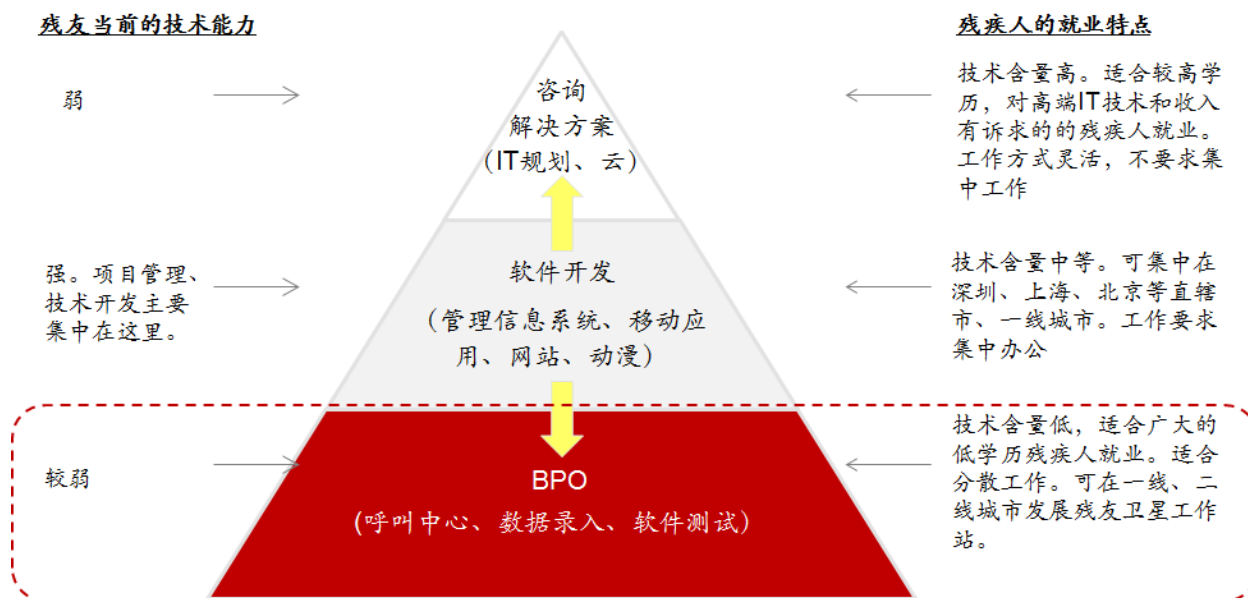 残友当前的技术能力
弱
强。项目管理、
技术开发主要
集中在这里。
较弱
咨询
解决方案
（IT规划、云）
软件开发
（管理信息系统、移动应
用、网站、动漫）
BPO
(呼叫中心、数据录入、软件测试)
残疾人的就业特点
技术含量高。适合较高学
历，对高端IT技术和收入
有诉求的的残疾人就业。
工作方式灵活，不要求集
中工作
技术含量中等。可集中在
深圳、上海、北京等直辖
市、一线城市。工作要求
集中办公
技术含量低，适合广大的
低学历残疾人就业。适合
分散工作。可在一线、二
线城市发展残友卫星工作
站。